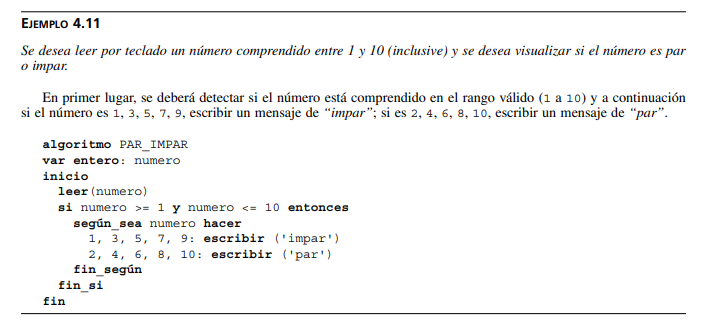 EJEMPLO 4.11
Se desea leer por teclado un número comprendido entre 1 y 10 (inclusive) y se desea visualizar si el número es par
o impar.
En primer lugar, se deberá detectar si el número está comprendido en el rango válido (1 a 10) y a continuación
si el número es 1, 3, 5, 7, 9, escribir un mensaje de “impar”; si es 2, 4, 6, 8, 10, escribir un mensaje de “par”.
algoritmo PAR_IMPAR
var entero: numero
inicio
leer(numero)
si numero >= 1 y numero <= 10 entonces
según_sea numero hacer
1, 3, 5, 7, 9: escribir ('impar')
2, 4, 6, 8, 10: escribir ('par')
fin_según
fin_si
fin